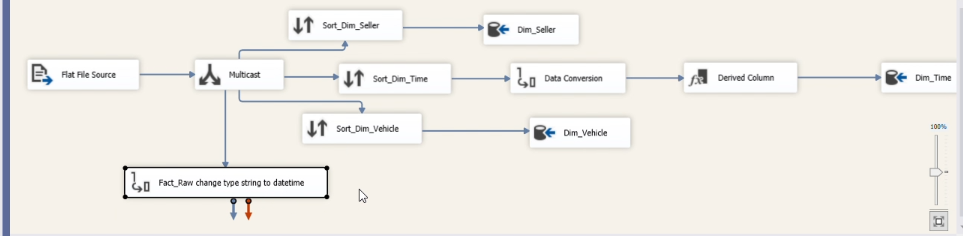 Sort_Dim_Seller
Dim_Seller
Flat File Source
Multicast
Sort_Dim_Time
Data Conversion
Derived Column
Dim_Time
Sort_Dim_Vehicle
Dim_Vehicle
100%
Fact_Raw change type string to datetime